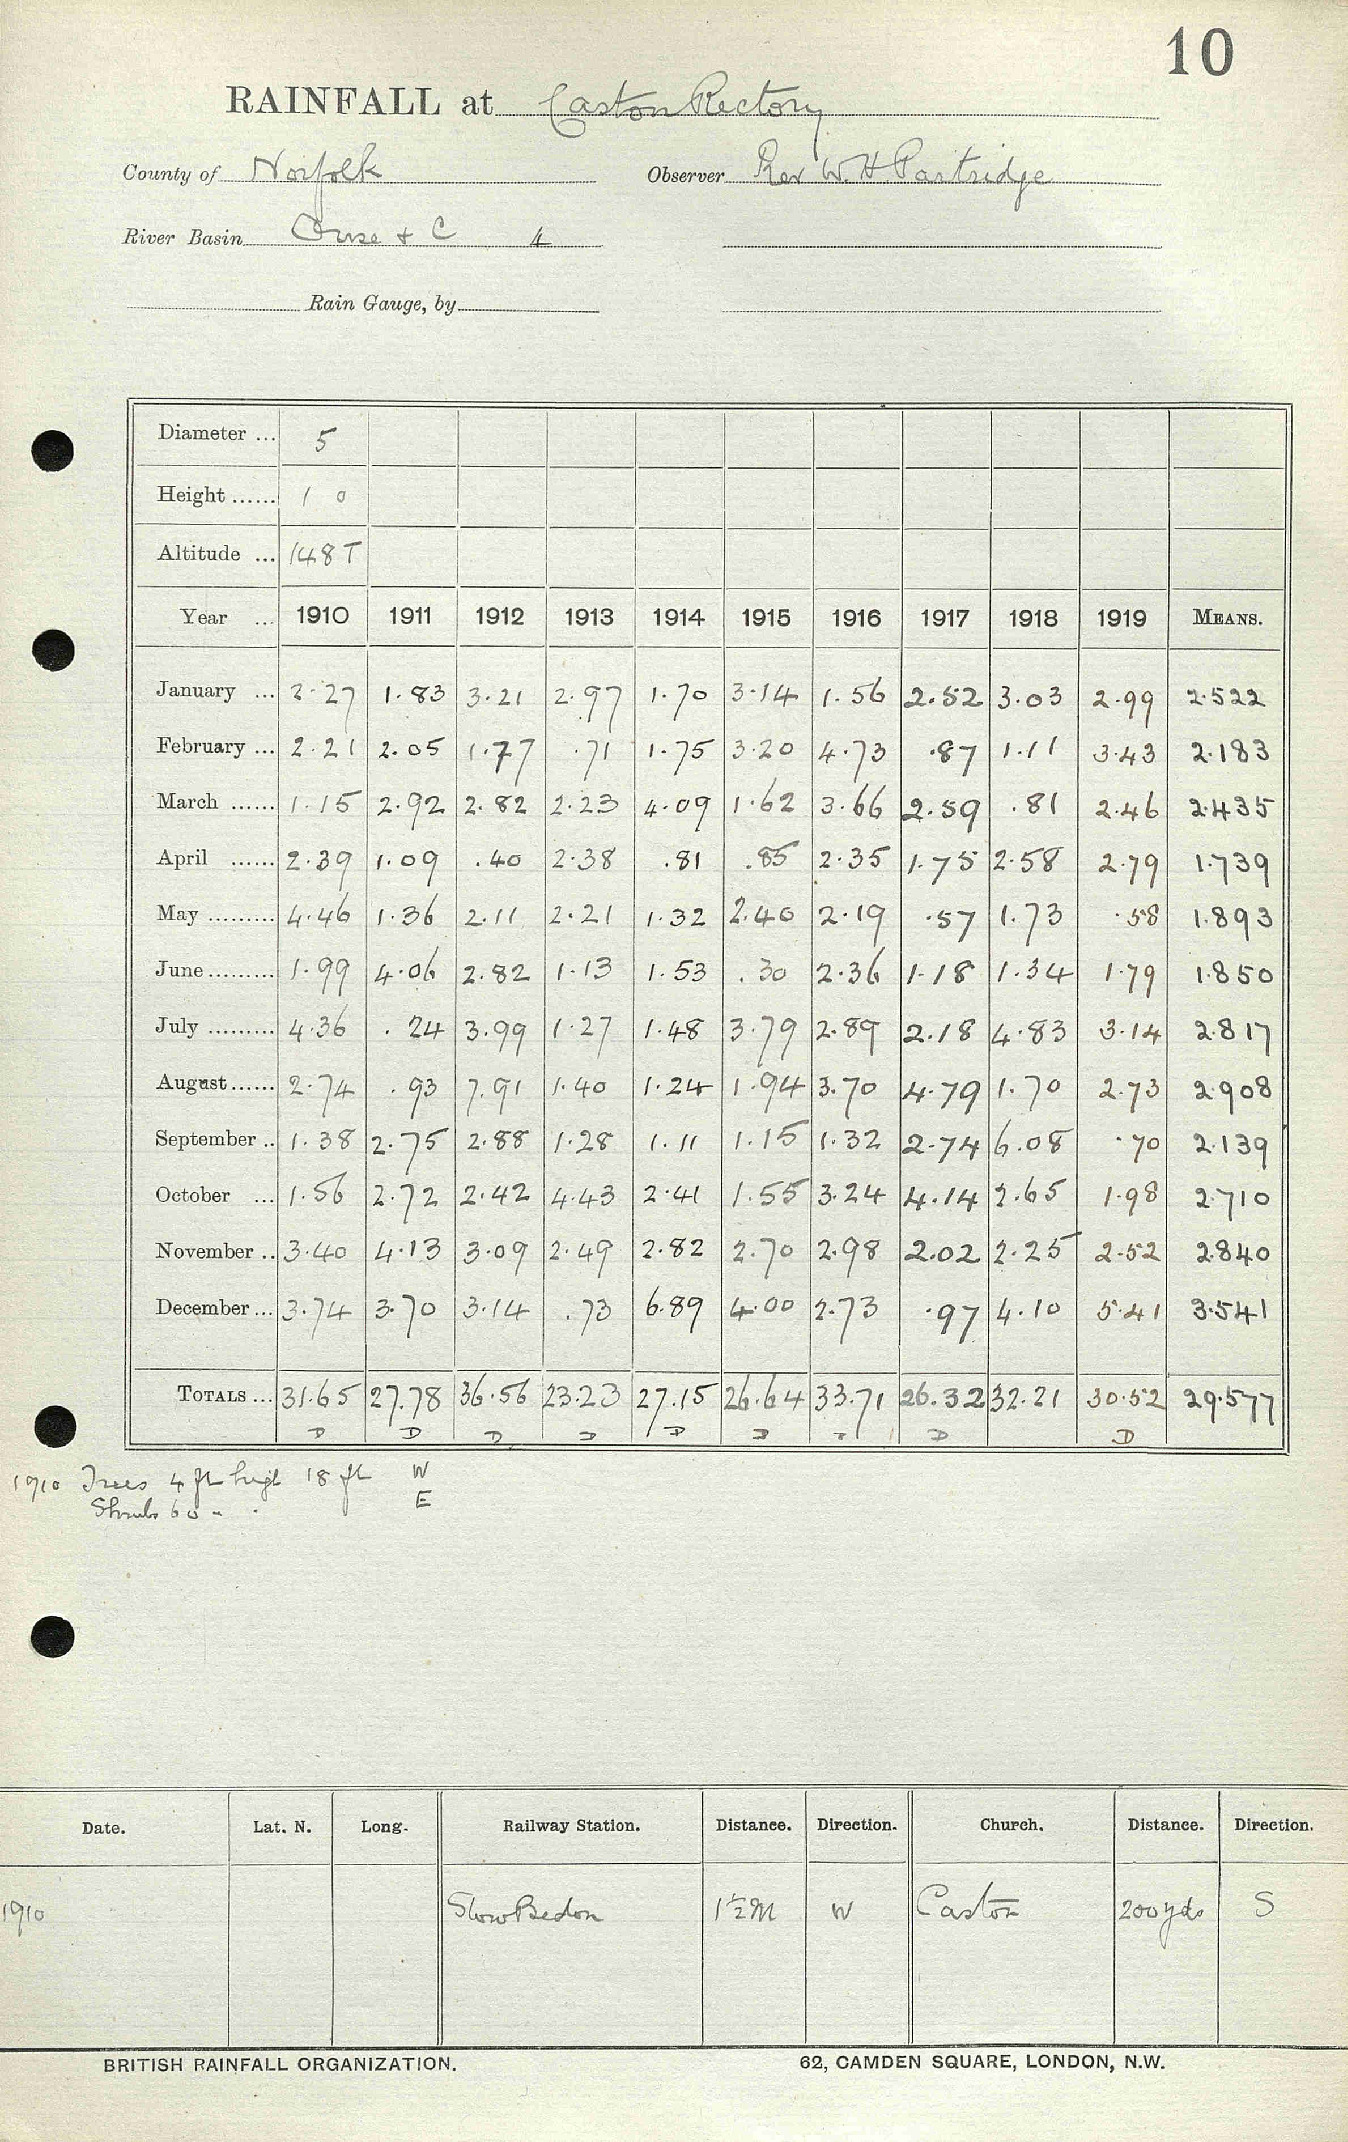 10
RAINFALL at Caston Rectory
County of Norfolk Observer Rev W. H. Partridge
River Basin Ouse + C 4
Rain Gauge, by
Diameter ... 5
Height ...... 1 0
Altitude ... 148 T
Year ... 1910 1911 1912 1913 1914 1915 1916 1917 1918 1919 MEANS.
January ... 2.27 1.83 3.21 2.97 1.70 3.14 1.56 2.52 3.03 2.99 2.522
February ... 2.21 2.05 1.77 .71 1.75 3.20 4.73 .87 1.11 3.43 2.183
March ...... 1.15 2.92 2.82 2.23 4.09 1.62 3.66 2.59 .81 2.46 2.435
April ...... 2.39 1.09 .40 2.38 .81 .85 2.35 1.75 2.58 2.79 1.739
May ......... 4.46 1.36 2.11 2.21 1.32 2.40 2.19 .57 1.73 .58 1.893
June ......... 1.99 4.06 2.82 1.13 1.53 .30 2.36 1.18 1.34 1.79 1.850
July ......... 4.36 .24 3.99 1.27 1.48 3.79 2.89 2.18 4.83 3.14 2.817
August ...... 2.74 .93 7.91 1.40 1.24 1.94 3.70 4.79 1.70 2.73 2.908
September .. 1.38 2.75 2.88 1.28 1.11 1.15 1.32 2.74 6.08 .70 2.139
October ... 1.56 2.72 2.42 4.43 2.41 1.55 3.24 4.14 2.65 1.98 2.710
November .. 3.40 4.13 3.09 2.49 2.82 2.70 2.98 2.02 2.25 2.52 2.840
December ... 3.74 3.70 3.14 .73 6.89 4.00 2.73 .97 4.10 5.41 3.541
TOTALS ... 31.65 27.78 36.56 23.23 27.15 26.64 33.71 26.32 32.21 30.52 29.577
D D D D D D D D
1910 Trees 4 ft high 18 ft W
Shrubs 6 0 " " E
Date. Lat. N. Long. Railway Station. Distance. Direction. Church. Distance. Direction.
1910 Stow Bedon 1½ M W Caston 200 yds S
BRITISH RAINFALL ORGANIZATION. 62, CAMDEN SQUARE, LONDON, N.W.